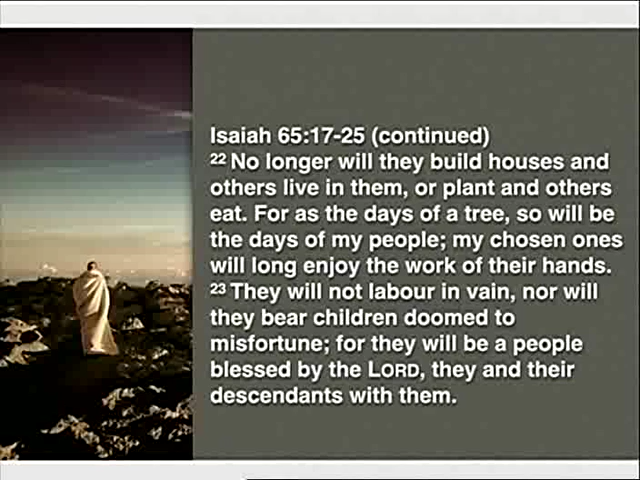 Isaiah 65:17-25 (continued)
²² No longer will they build houses and
others live in them, or plant and others
eat. For as the days of a tree, so will be
the days of my people; my chosen ones
will long enjoy the work of their hands.
²³ They will not labour in vain, nor will
they bear children doomed to
misfortune; for they will be a people
blessed by the LORD, they and their
descendants with them.